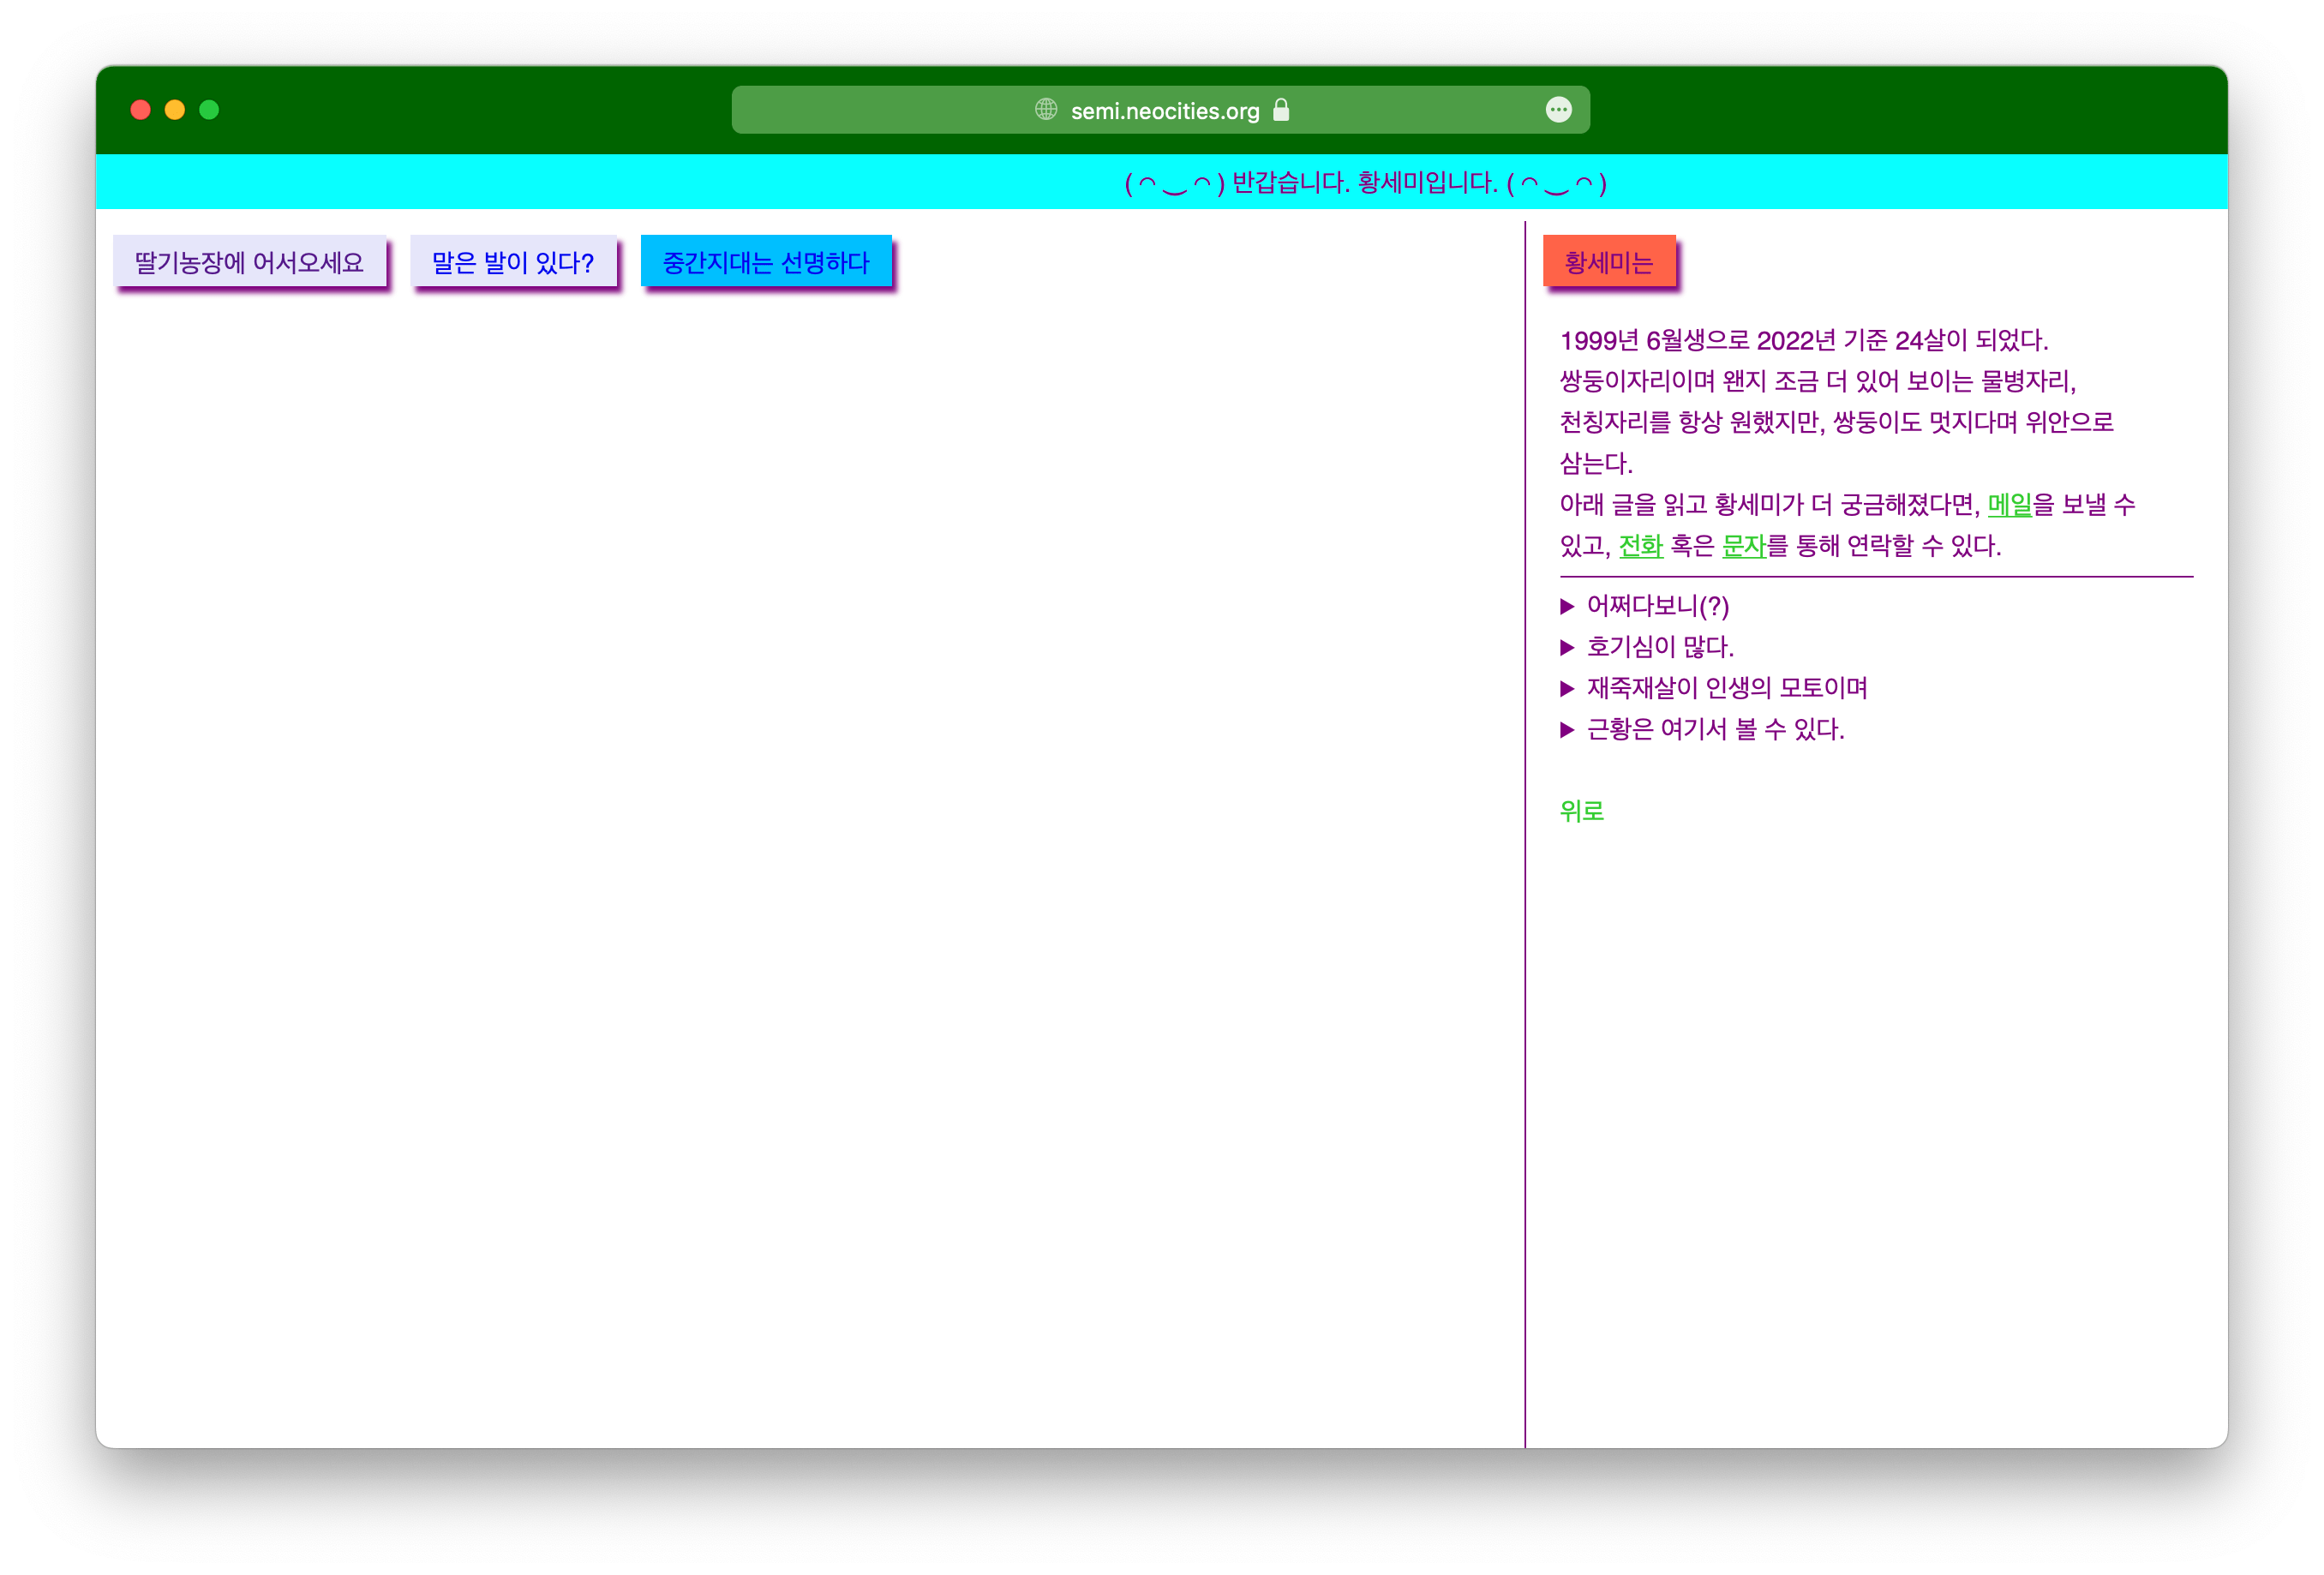 semi.neocities.org
( ◠ ‿ ◠ ) 반갑습니다. 황세미입니다. ( ◠ ‿ ◠ )
딸기농장에 어서오세요
말은 발이 있다?
중간지대는 선명하다
황세미는
1999년 6월생으로 2022년 기준 24살이 되었다.
쌍둥이자리이며 왠지 조금 더 있어 보이는 물병자리,
천칭자리를 항상 원했지만, 쌍둥이도 멋지다며 위안으로
삼는다.
아래 글을 읽고 황세미가 더 궁금해졌다면, 메일을 보낼 수
있고, 전화 혹은 문자를 통해 연락할 수 있다.
▶ 어쩌다보니(?)
▶ 호기심이 많다.
▶ 재죽재살이 인생의 모토이며
▶ 근황은 여기서 볼 수 있다.
위로